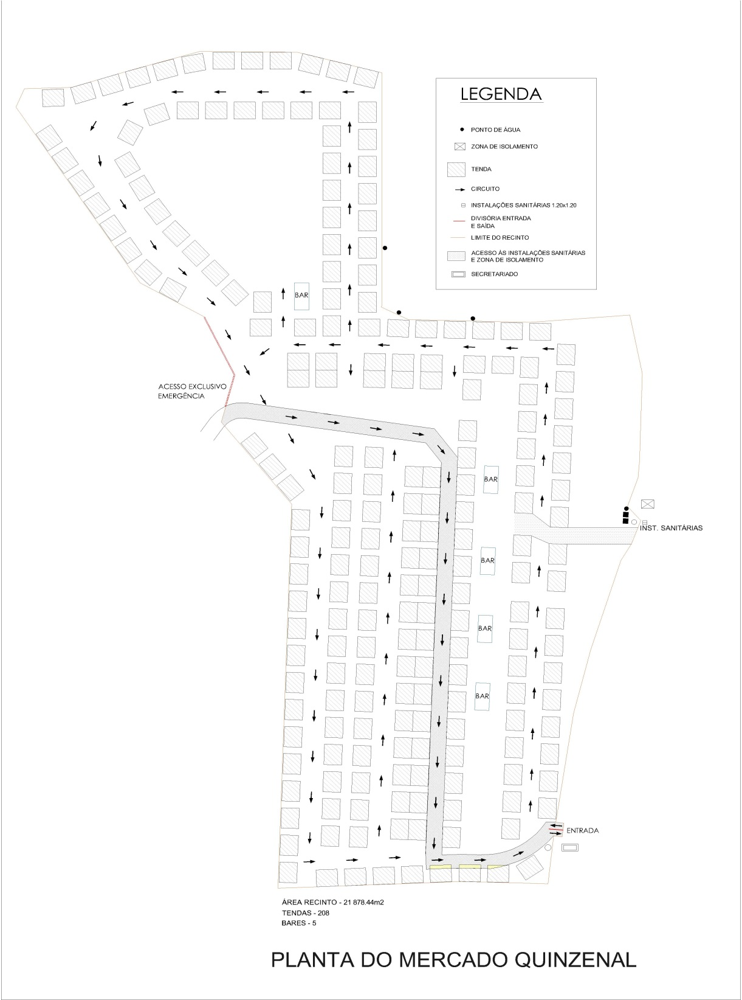 LEGENDA
PONTO DE ÁGUA
ZONA DE ISOLAMENTO
TENDA
CIRCUITO
INSTALAÇÕES SANITÁRIAS 1.20x1.20
DIVISÓRIA ENTRADA
E SAÍDA
LIMITE DO RECINTO
ACESSO ÁS INSTALAÇÕES SANITÁRIAS
E ZONA DE ISOLAMENTO
SECRETARIADO
BAR
ACESSO EXCLUSIVO
EMERGÊNCIA
BAR
INST. SANITÁRIAS
BAR
BAR
BAR
ENTRADA
ÁREA RECINTO - 21 878.44m2
TENDAS - 208
BARES - 5
PLANTA DO MERCADO QUINZENAL